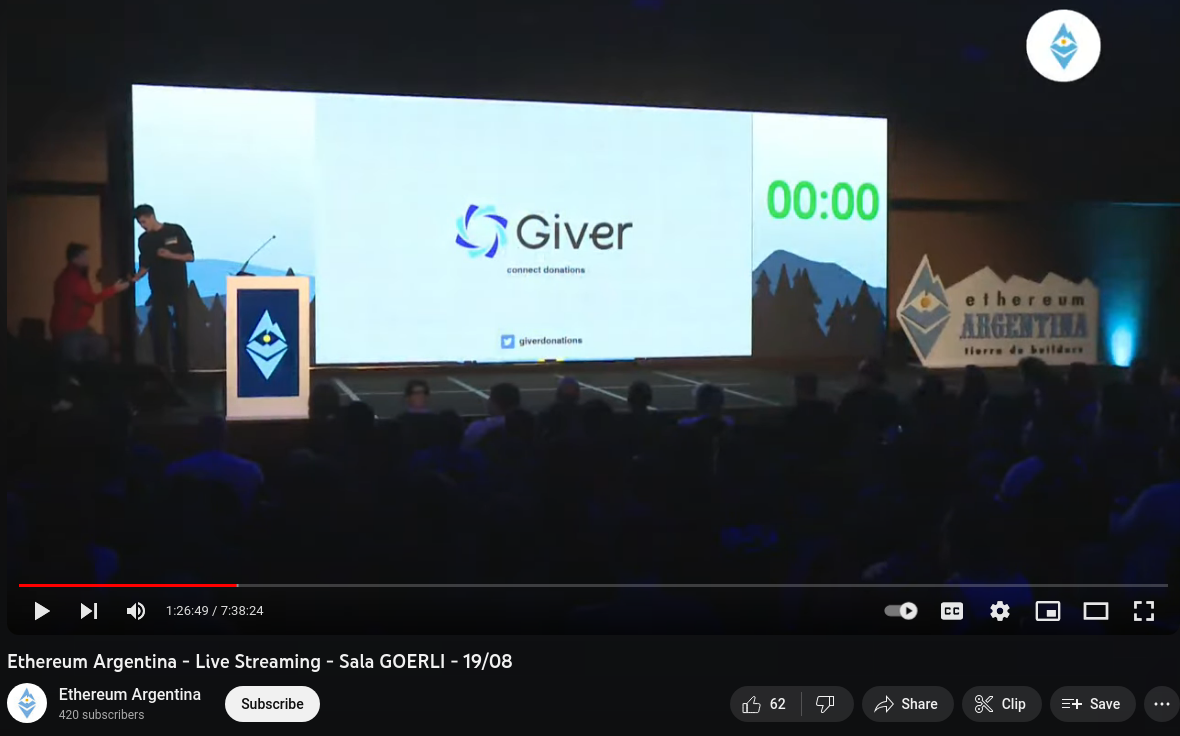 Giver
connect donations
giverdonations
00:00
ethereum
ARGENTINA
tierra de builders
1:26:49 / 7:38:24
CC
Ethereum Argentina - Live Streaming - Sala GOERLI - 19/08
Ethereum Argentina
420 subscribers
Subscribe
62
Share
Clip
Save